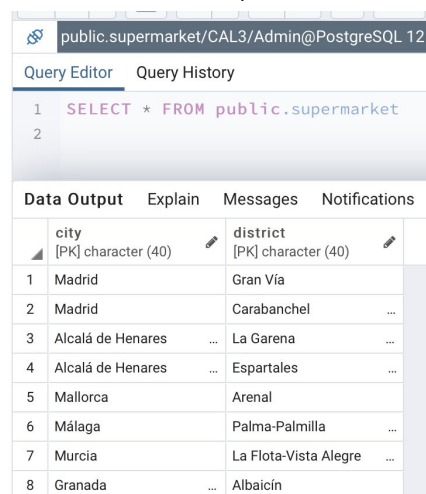 public.supermarket/CAL3/Admin@PostgreSQL 12
Query Editor Query History
1 SELECT * FROM public.supermarket
2
Data Output Explain Messages Notifications
city district
[PK] character (40) [PK] character (40)
1 Madrid Gran Vía
2 Madrid Carabanchel ...
3 Alcalá de Henares ... La Garena ...
4 Alcalá de Henares ... Espartales ...
5 Mallorca Arenal
6 Málaga Palma-Palmilla ...
7 Murcia La Flota-Vista Alegre ...
8 Granada ... Albaicín